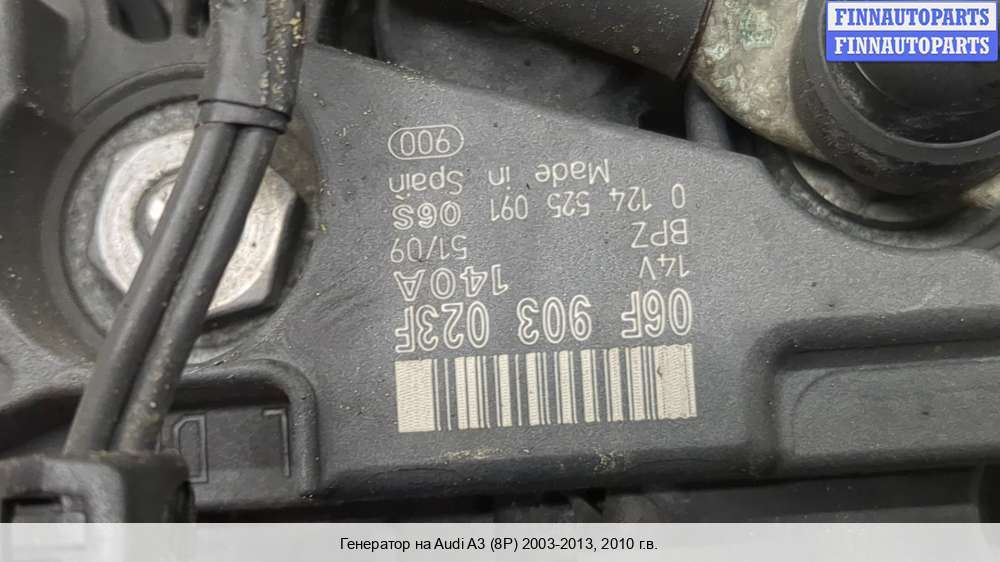 FINNAUTOPARTS
FINNAUTOPARTS
06F 903 023F
14V 140A
BPZ 51/09
0 124 525 091 06S
Made in Spain
900
Генератор на Audi A3 (8P) 2003-2013, 2010 г.в.